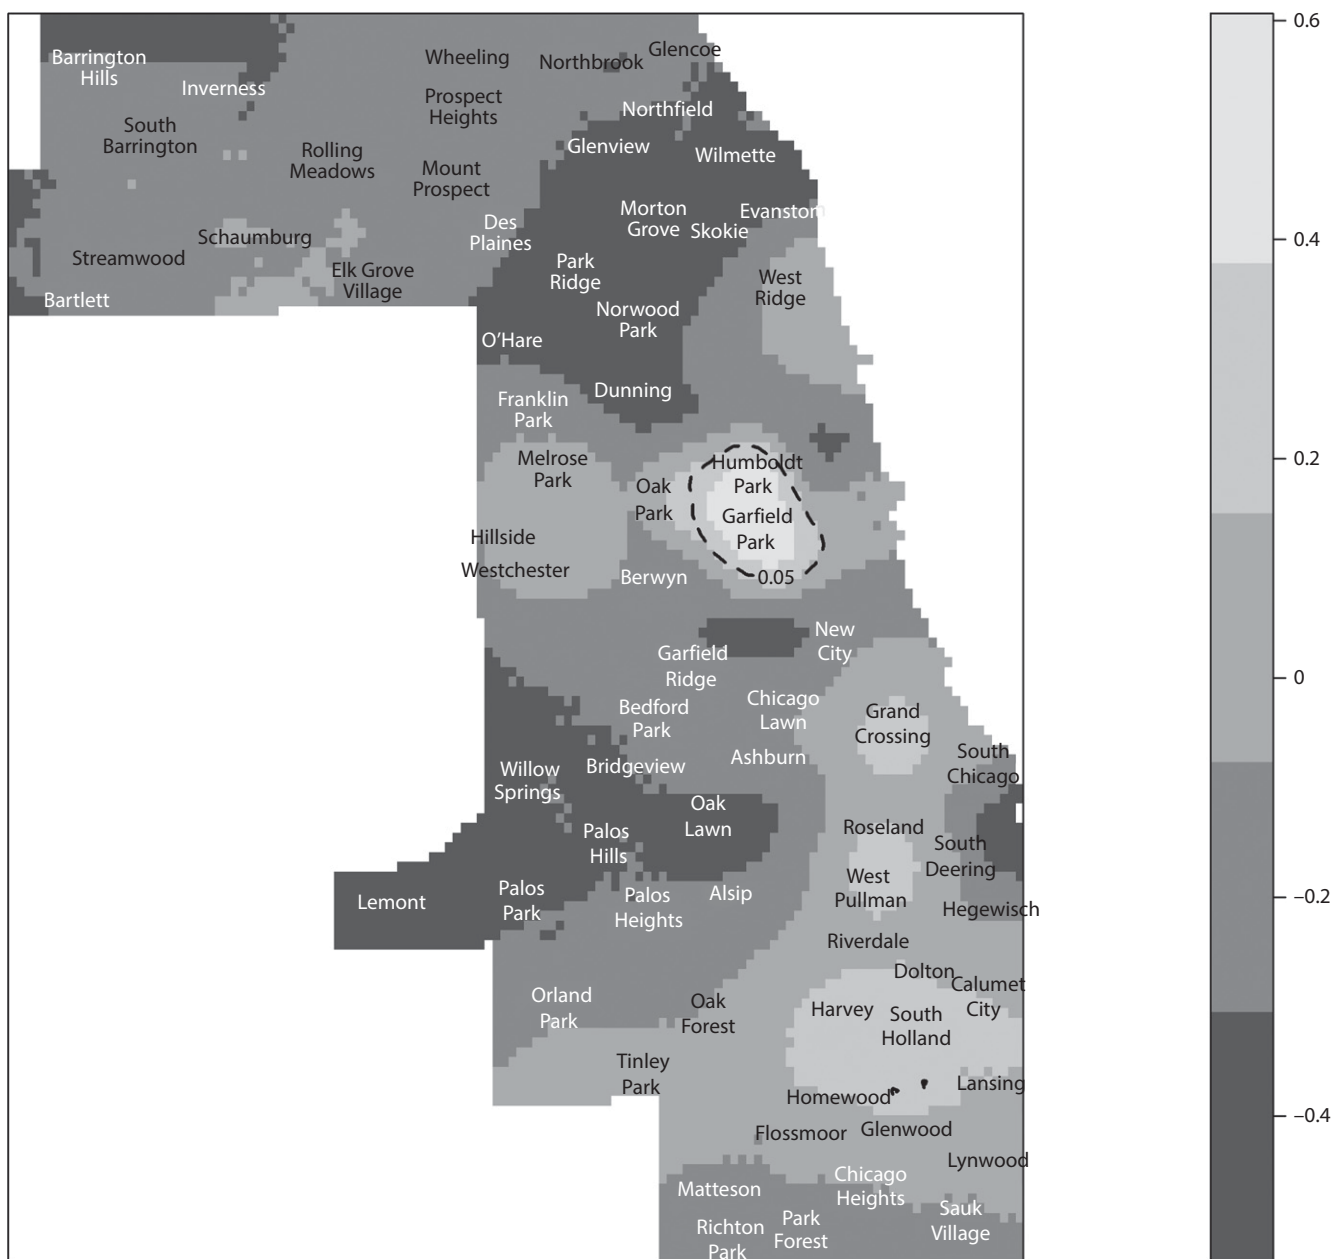 Barrington
Hills
Inverness
Wheeling
Northbrook
Glencoe
Prospect
Heights
Northfield
South
Barrington
Rolling
Meadows
Mount
Prospect
Glenview
Wilmette
Schaumburg
Streamwood
Bartlett
Elk Grove
Village
Des
Plaines
Morton
Grove
Skokie
Evanston
Park
Ridge
West
Ridge
Norwood
Park
O’Hare
Dunning
Franklin
Park
Melrose
Park
Oak
Park
Humboldt
Park
Garfield
Park
0.05
Hillside
Westchester
Berwyn
New
City
Garfield
Ridge
Bedford
Park
Chicago
Lawn
Grand
Crossing
South
Chicago
Ashburn
Bridgeview
Willow
Springs
Oak
Lawn
Palos
Hills
Roseland
South
Deering
West
Pullman
Hegewisch
Lemont
Palos
Park
Palos
Heights
Alsip
Riverdale
Dolton
Calumet
City
Orland
Park
Oak
Forest
Harvey
South
Holland
Tinley
Park
Homewood
Lansing
Flossmoor
Glenwood
Lynwood
Matteson
Chicago
Heights
Richton
Park
Park
Forest
Sauk
Village
0.6
0.4
0.2
0
−0.2
−0.4